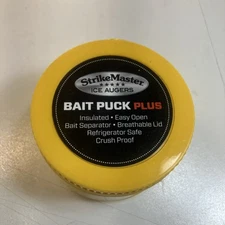 StrikeMaster
ICE AUGERS
BAIT PUCK PLUS
Insulated • Easy Open
Bait Separator • Breathable Lid
Refrigerator Safe
Crush Proof